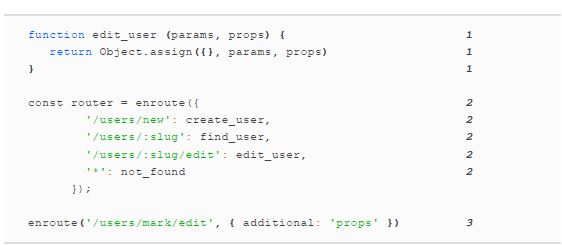 function edit_user (params, props) { 1
return Object.assign({}, params, props) 1
} 1
const router = enroute({ 2
'/users/new': create_user, 2
'/users/:slug': find_user, 2
'/users/:slug/edit': edit_user, 2
'*': not_found 2
});
enroute('/users/mark/edit', { additional: 'props' }) 3